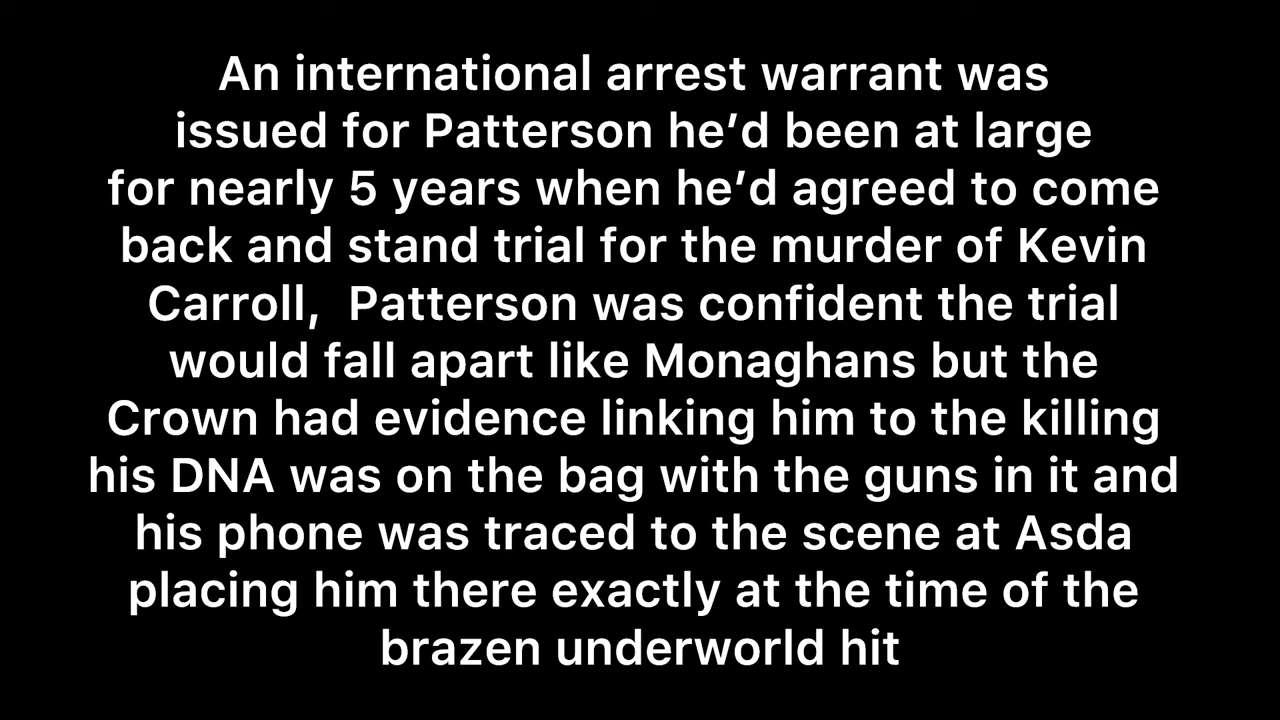 An international arrest warrant was
issued for Patterson he’d been at large
for nearly 5 years when he’d agreed to come
back and stand trial for the murder of Kevin
Carroll,  Patterson was confident the trial
would fall apart like Monaghans but the
Crown had evidence linking him to the killing
his DNA was on the bag with the guns in it and
his phone was traced to the scene at Asda
placing him there exactly at the time of the
brazen underworld hit